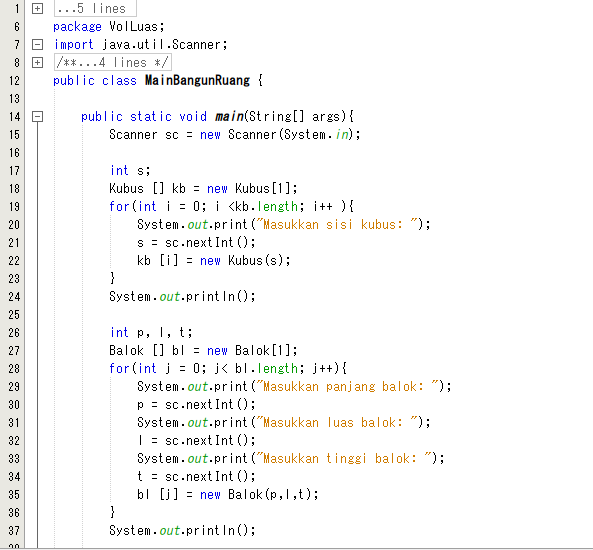 1 ...5 lines
6 package VolLuas;
7 import java.util.Scanner;
8 /**...4 lines */
12 public class MainBangunRuang {
13
14 public static void main(String[] args){
15 Scanner sc = new Scanner(System.in);
16
17 int s;
18 Kubus [] kb = new Kubus[1];
19 for(int i = 0; i <kb.length; i++ ){
20 System.out.print("Masukkan sisi kubus: ");
21 s = sc.nextInt();
22 kb [i] = new Kubus(s);
23 }
24 System.out.println();
25
26 int p, l, t;
27 Balok [] bl = new Balok[1];
28 for(int j = 0; j< bl.length; j++){
29 System.out.print("Masukkan panjang balok: ");
30 p = sc.nextInt();
31 System.out.print("Masukkan luas balok: ");
32 l = sc.nextInt();
33 System.out.print("Masukkan tinggi balok: ");
34 t = sc.nextInt();
35 bl [j] = new Balok(p,l,t);
36 }
37 System.out.println();